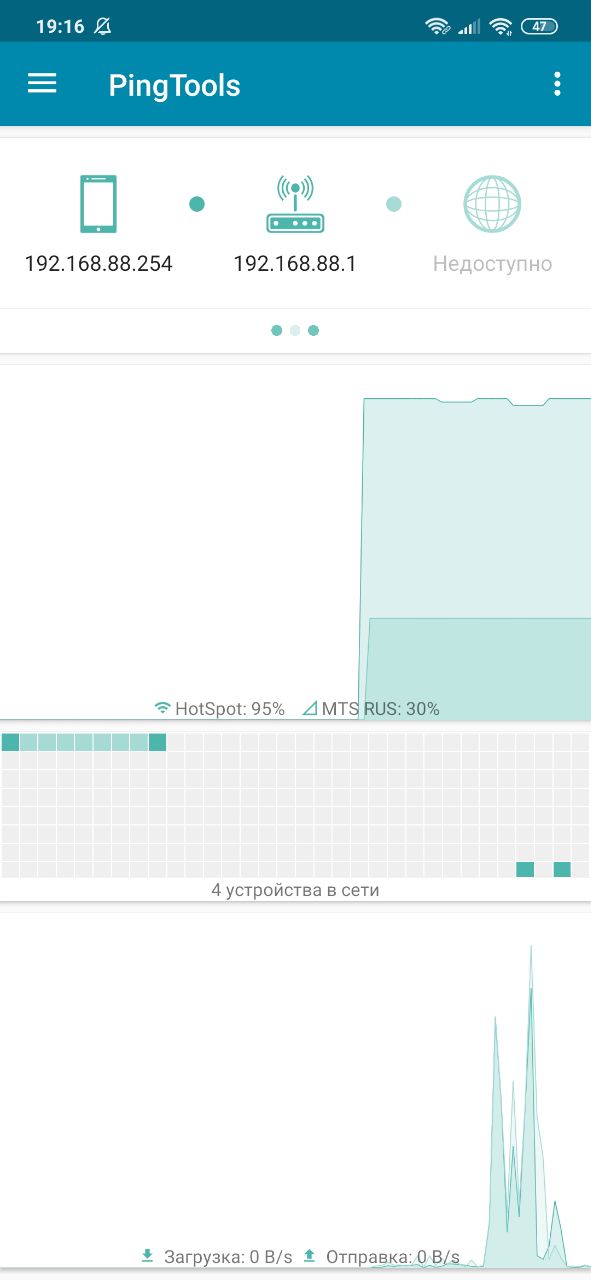 19:16 47
PingTools
192.168.88.254 192.168.88.1 Недоступно
HotSpot: 95% MTS RUS: 30%
4 устройства в сети
Загрузка: 0 B/s Отправка: 0 B/s